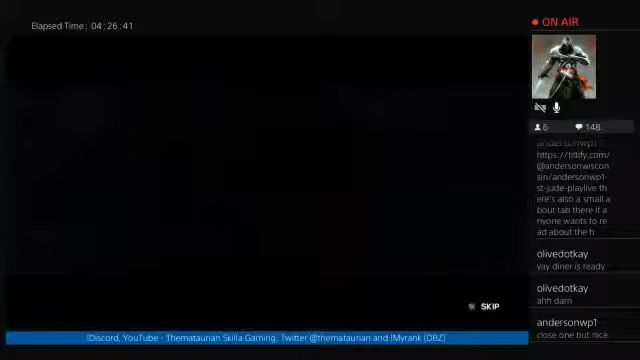 Elapsed Time : 04:26:41
ON AIR
6 148
andersonwp1
https://tiltify.com/
@andersonwiscon
sin/andersonwp1-
st-jude-playlive th
ere's also a small a
bout tab there if a
nyone wants to re
ad about the h
olivedotkay
yay diner is ready
olivedotkay
ahh darn
andersonwp1
close one but nice
SKIP
!Discord, YouTube - Themataurian Skilla Gaming, Twitter @themataurian and !Myrank (DBZ)